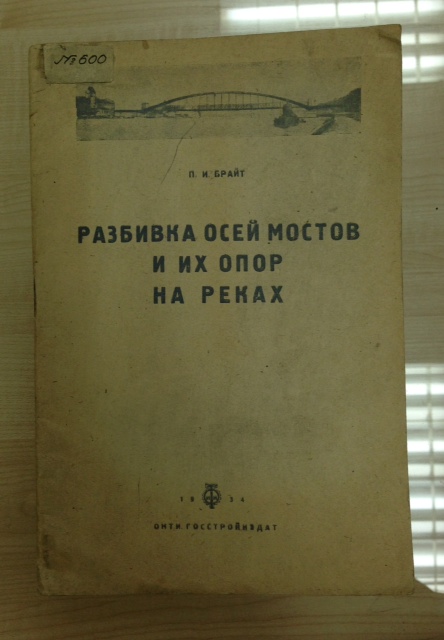 №600
П. И. БРАЙТ
РАЗБИВКА ОСЕЙ МОСТОВ
И ИХ ОПОР
НА РЕКАХ
1934
ОНТИ. ГОССТРОЙИЗДАТ